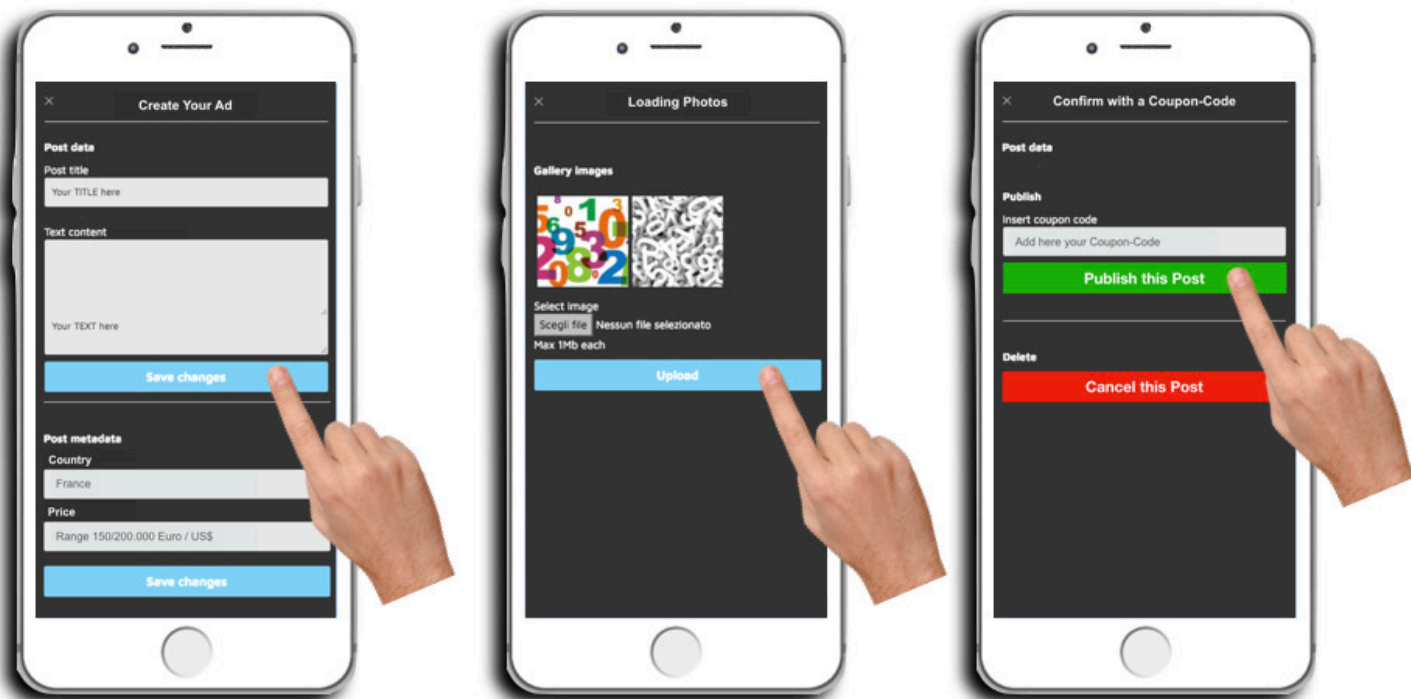 Create Your Ad
Post data
Post title
Your TITLE here
Text content
Your TEXT here
Save changes
Post metadata
Country
France
Price
Range 150/200.000 Euro / US$
Save changes
Loading Photos
Gallery Images
Select image
Scegli file Nessun file selezionato
Max 1Mb each
Upload
Confirm with a Coupon-Code
Post data
Publish
Insert coupon code
Add here your Coupon-Code
Publish this Post
Delete
Cancel this Post